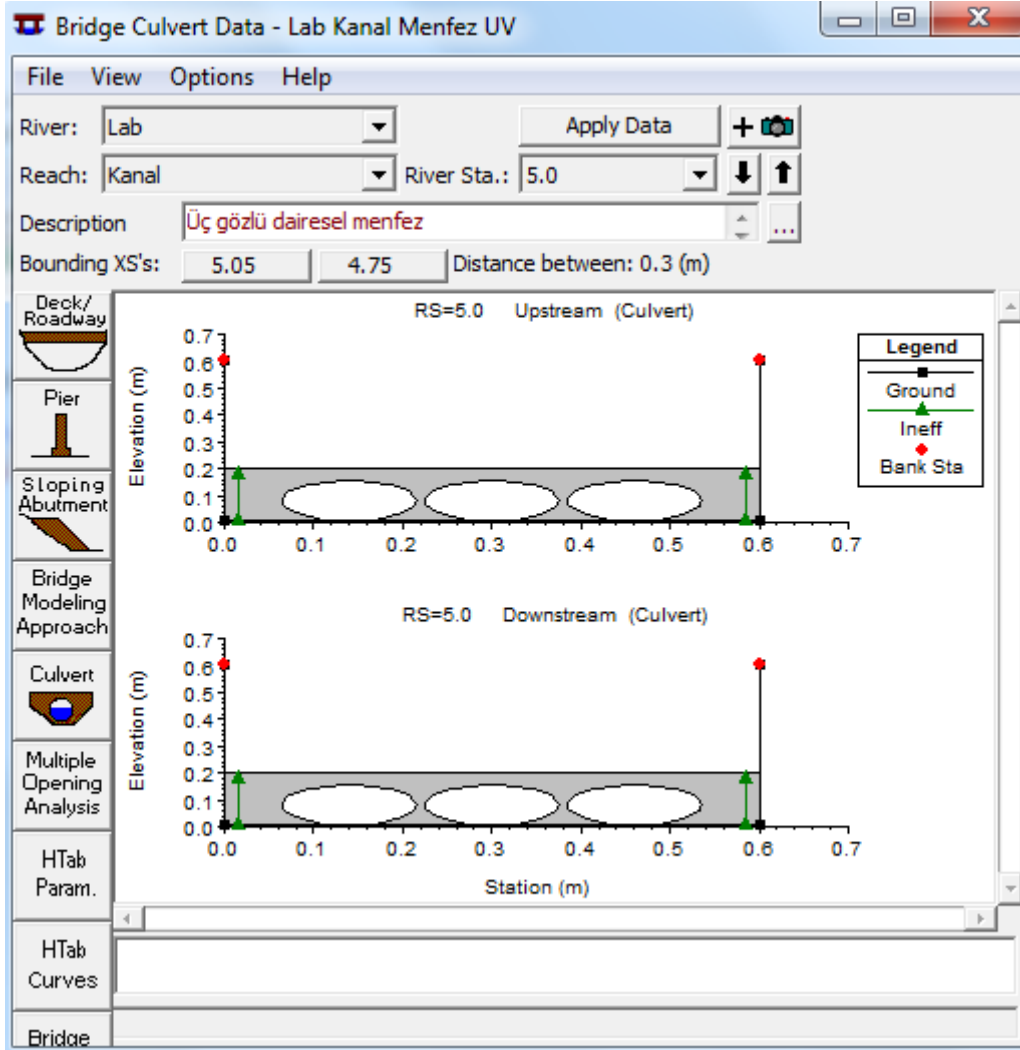 Bridge Culvert Data - Lab Kanal Menfez UV
File View Options Help
River: Lab Apply Data
Reach: Kanal River Sta.: 5.0
Description Üç gözlü dairesel menfez ...
Bounding XS's: 5.05 4.75 Distance between: 0.3 (m)
Deck/
Roadway
Pier
Sloping
Abutment
Bridge
Modeling
Approach
Culvert
Multiple
Opening
Analysis
HTab
Param.
HTab
Curves
Bridge
RS=5.0 Upstream (Culvert)
Elevation (m)
0.7
0.6
0.5
0.4
0.3
0.2
0.1
0.0
0.0 0.1 0.2 0.3 0.4 0.5 0.6 0.7
Legend
Ground
Ineff
Bank Sta
RS=5.0 Downstream (Culvert)
Elevation (m)
0.7
0.6
0.5
0.4
0.3
0.2
0.1
0.0
0.0 0.1 0.2 0.3 0.4 0.5 0.6 0.7
Station (m)